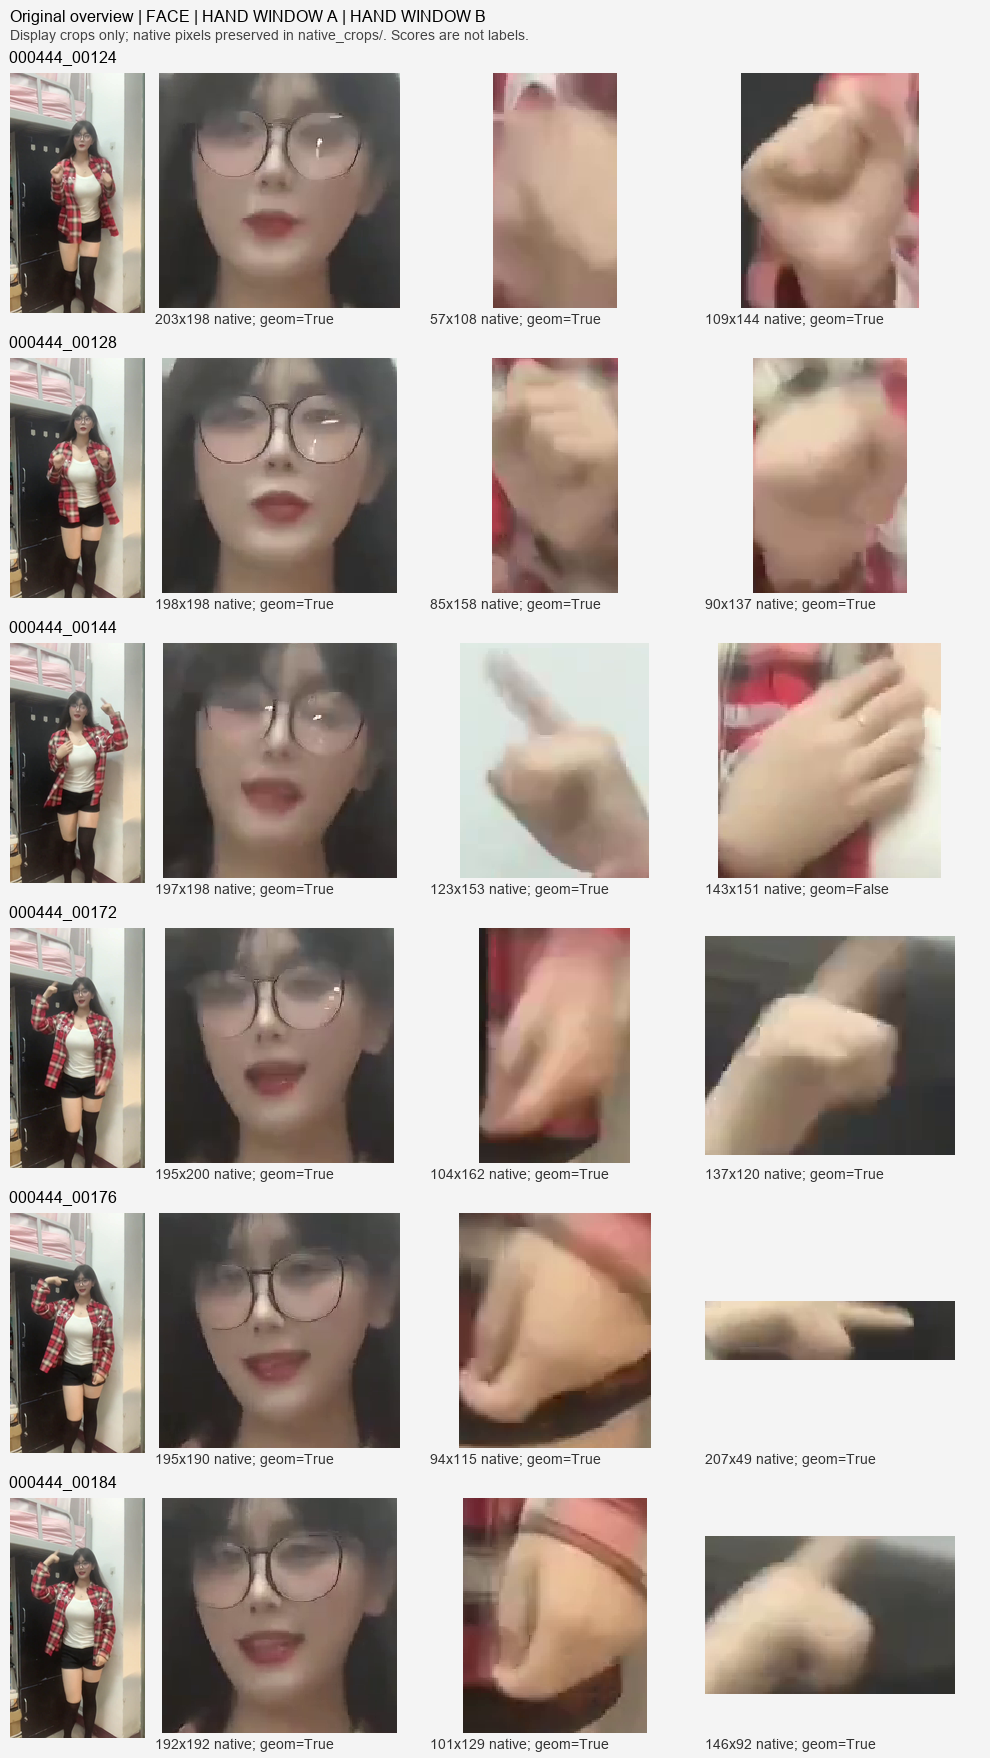 Original overview | FACE | HAND WINDOW A | HAND WINDOW B
Display crops only; native pixels preserved in native_crops/. Scores are not labels.
000444_00124
203x198 native; geom=True
57x108 native; geom=True
109x144 native; geom=True
000444_00128
198x198 native; geom=True
85x158 native; geom=True
90x137 native; geom=True
000444_00144
197x198 native; geom=True
123x153 native; geom=True
143x151 native; geom=False
000444_00172
195x200 native; geom=True
104x162 native; geom=True
137x120 native; geom=True
000444_00176
195x190 native; geom=True
94x115 native; geom=True
207x49 native; geom=True
000444_00184
192x192 native; geom=True
101x129 native; geom=True
146x92 native; geom=True